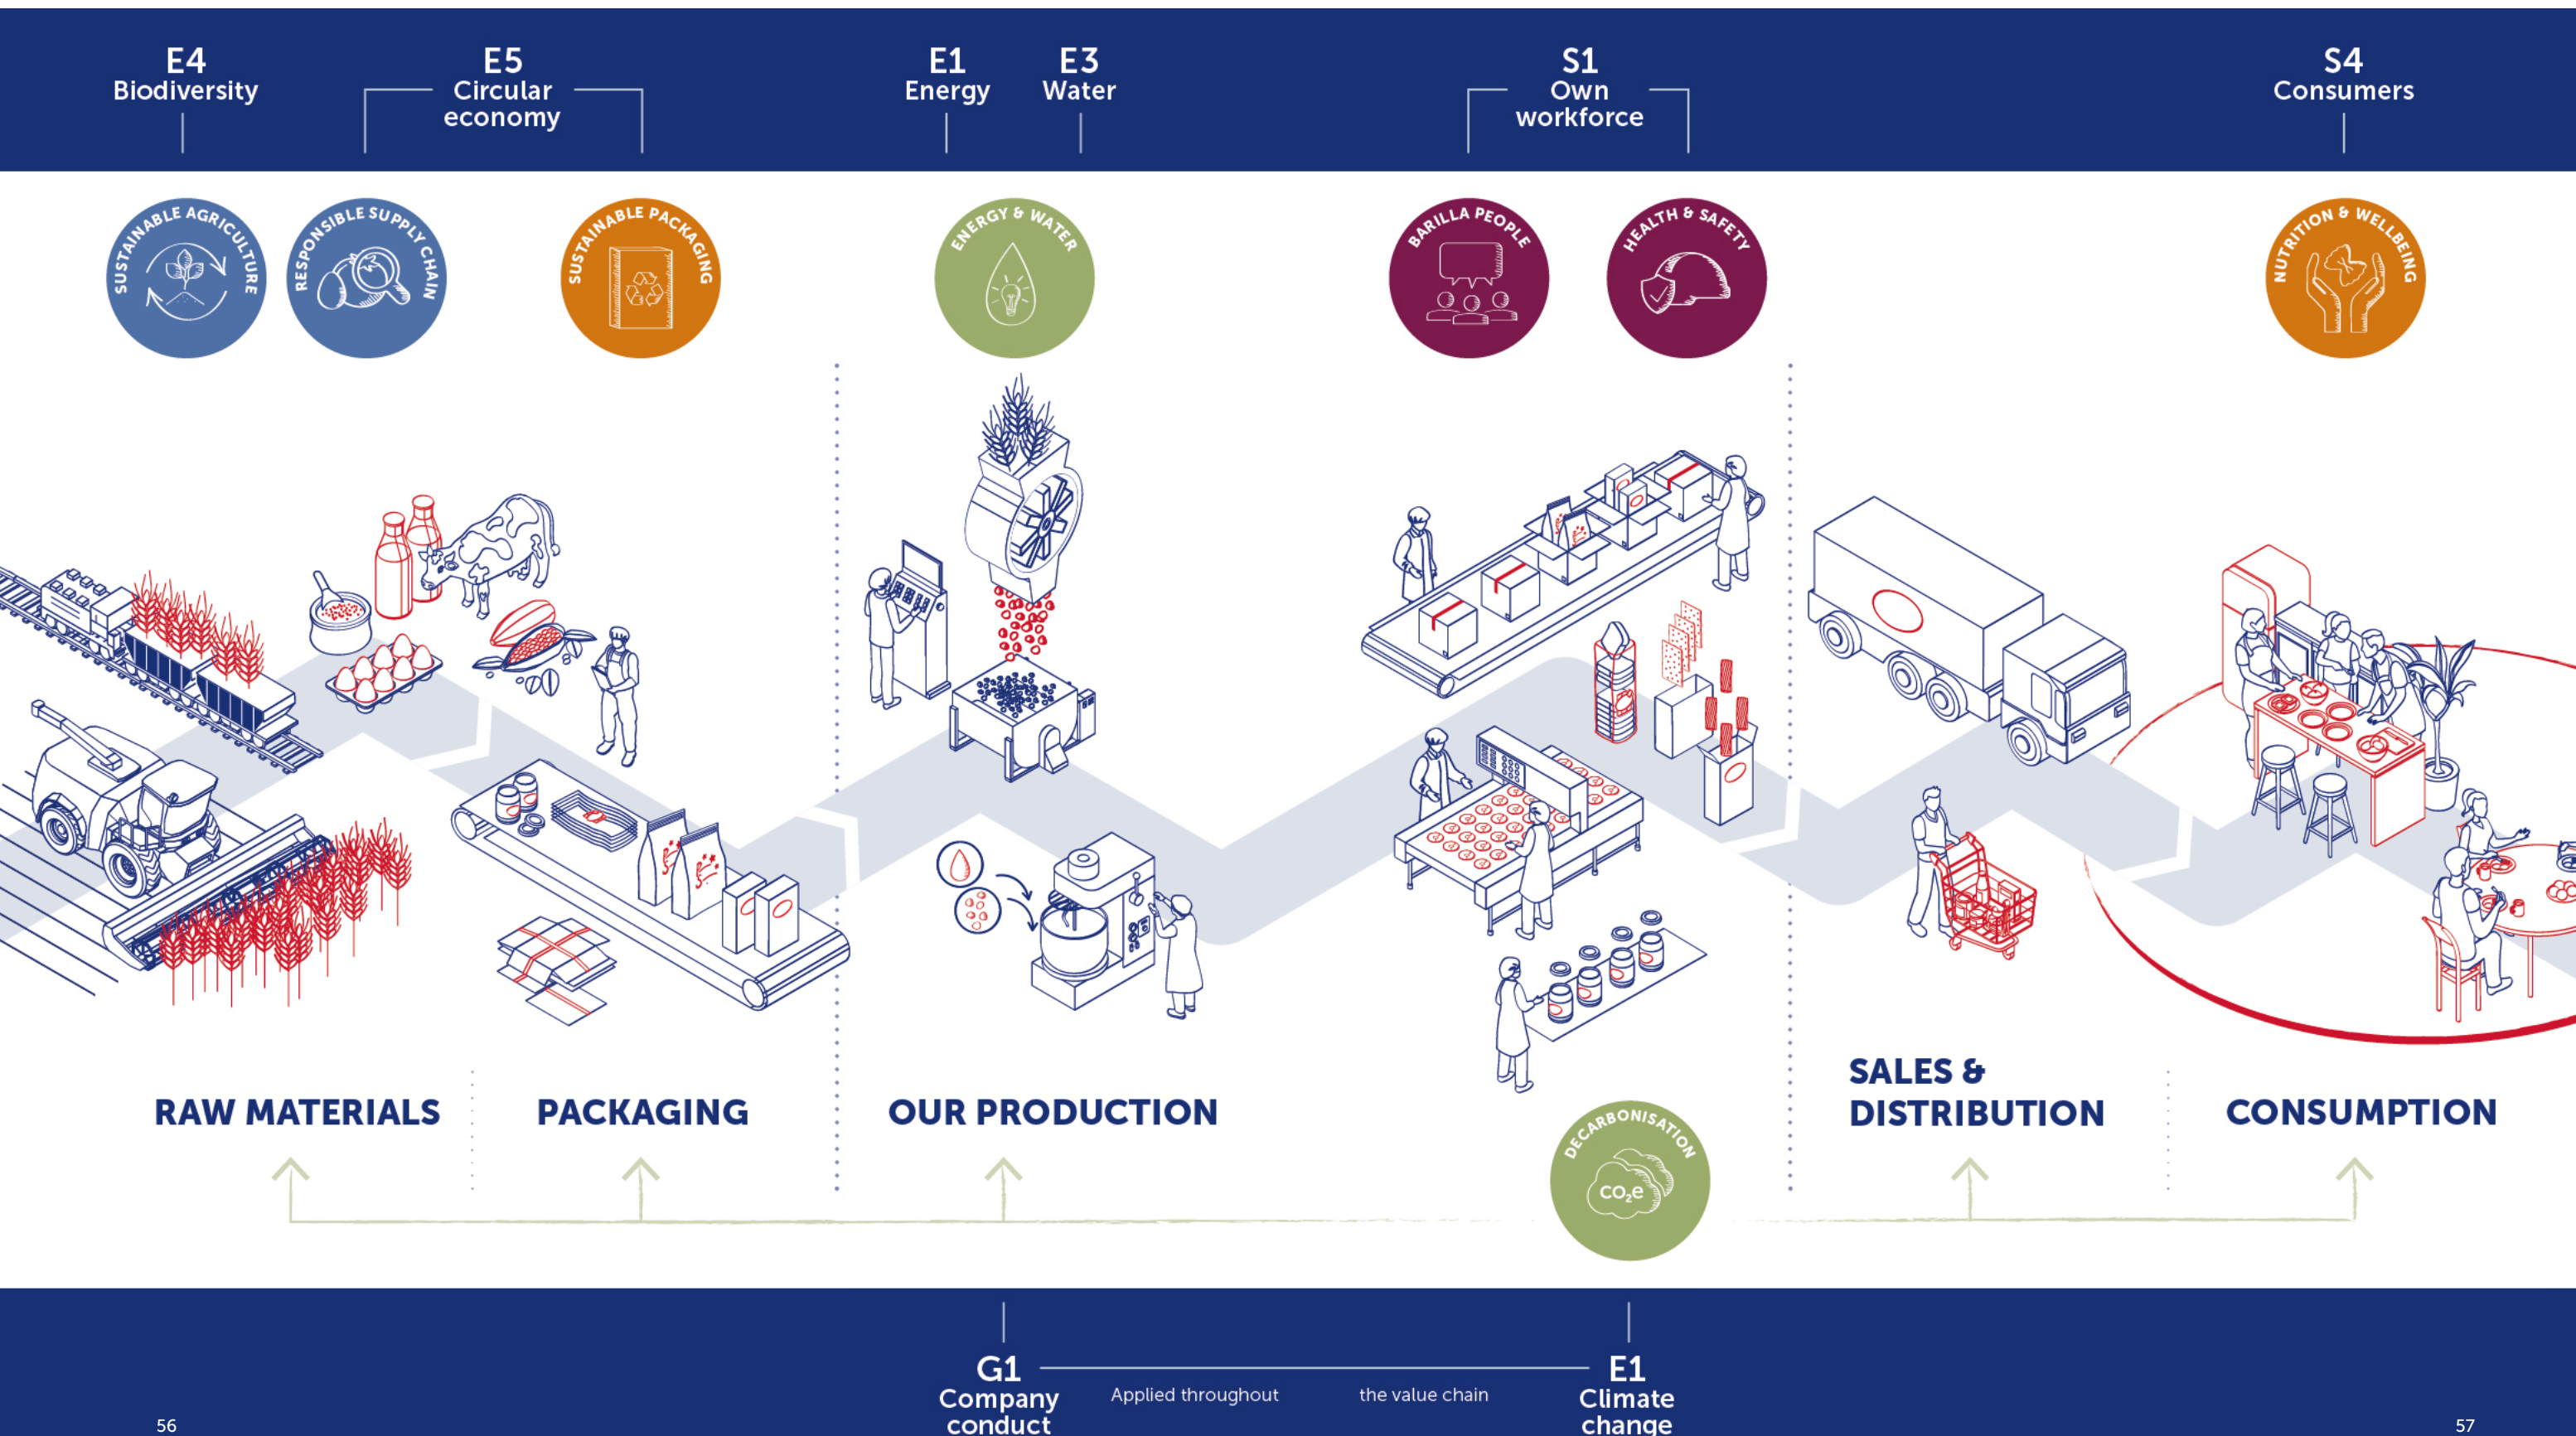 E4
Biodiversity
E5
Circular
economy
E1
Energy
E3
Water
S1
Own
workforce
S4
Consumers
SUSTAINABLE AGRICULTURE
RESPONSIBLE SUPPLY CHAIN
SUSTAINABLE PACKAGING
ENERGY & WATER
BARILLA PEOPLE
HEALTH & SAFETY
NUTRITION & WELLBEING
RAW MATERIALS
PACKAGING
OUR PRODUCTION
SALES &
DISTRIBUTION
CONSUMPTION
DECARBONISATION
CO₂e
G1
Company
conduct
Applied throughout the value chain
E1
Climate
change
56
57